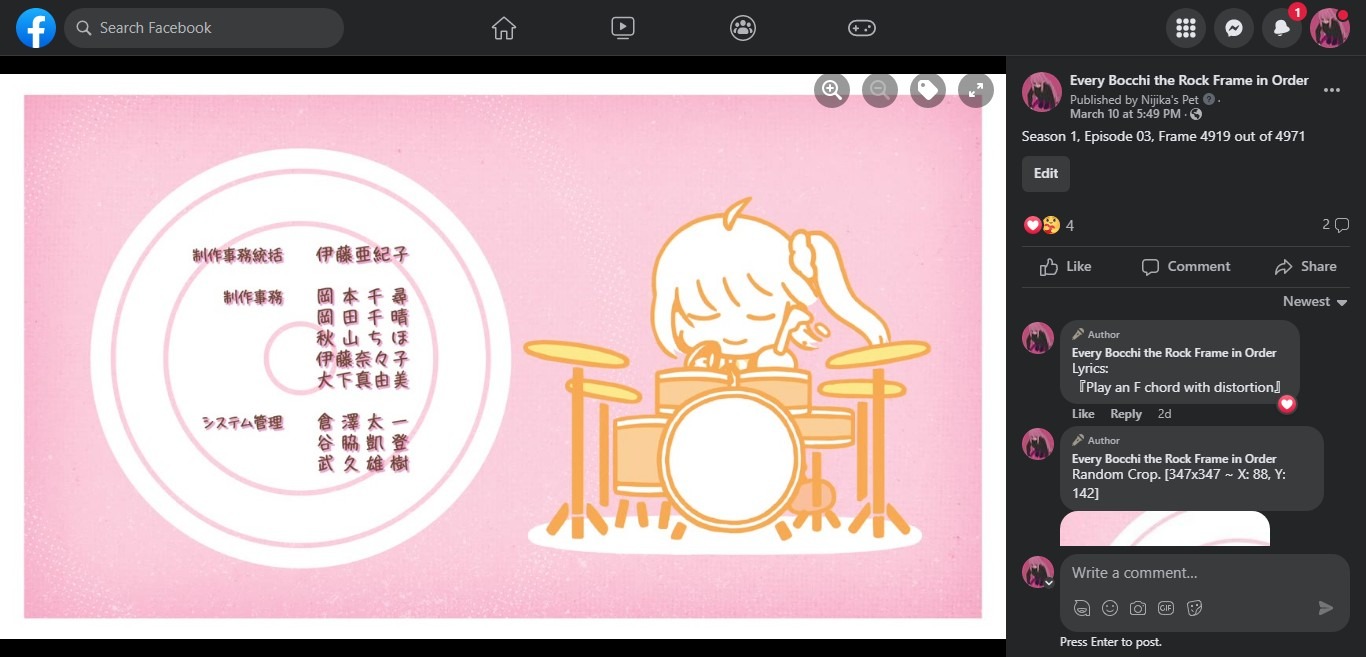 Search Facebook
1
制作事務統括 伊藤亜紀子
制作事務 岡本千尋
岡田千晴
秋山ちほ
伊藤奈々子
大下真由美
システム管理 倉澤太一
谷脇凱登
武久雄樹
Every Bocchi the Rock Frame in Order
Published by Nijika's Pet ·
March 10 at 5:49 PM ·
Season 1, Episode 03, Frame 4919 out of 4971
Edit
4
2
Like Comment Share
Newest
Author
Every Bocchi the Rock Frame in Order
Lyrics:
『Play an F chord with distortion』
Like Reply 2d
Author
Every Bocchi the Rock Frame in Order
Random Crop. [347x347 ~ X: 88, Y:
142]
Write a comment...
GIF
Press Enter to post.